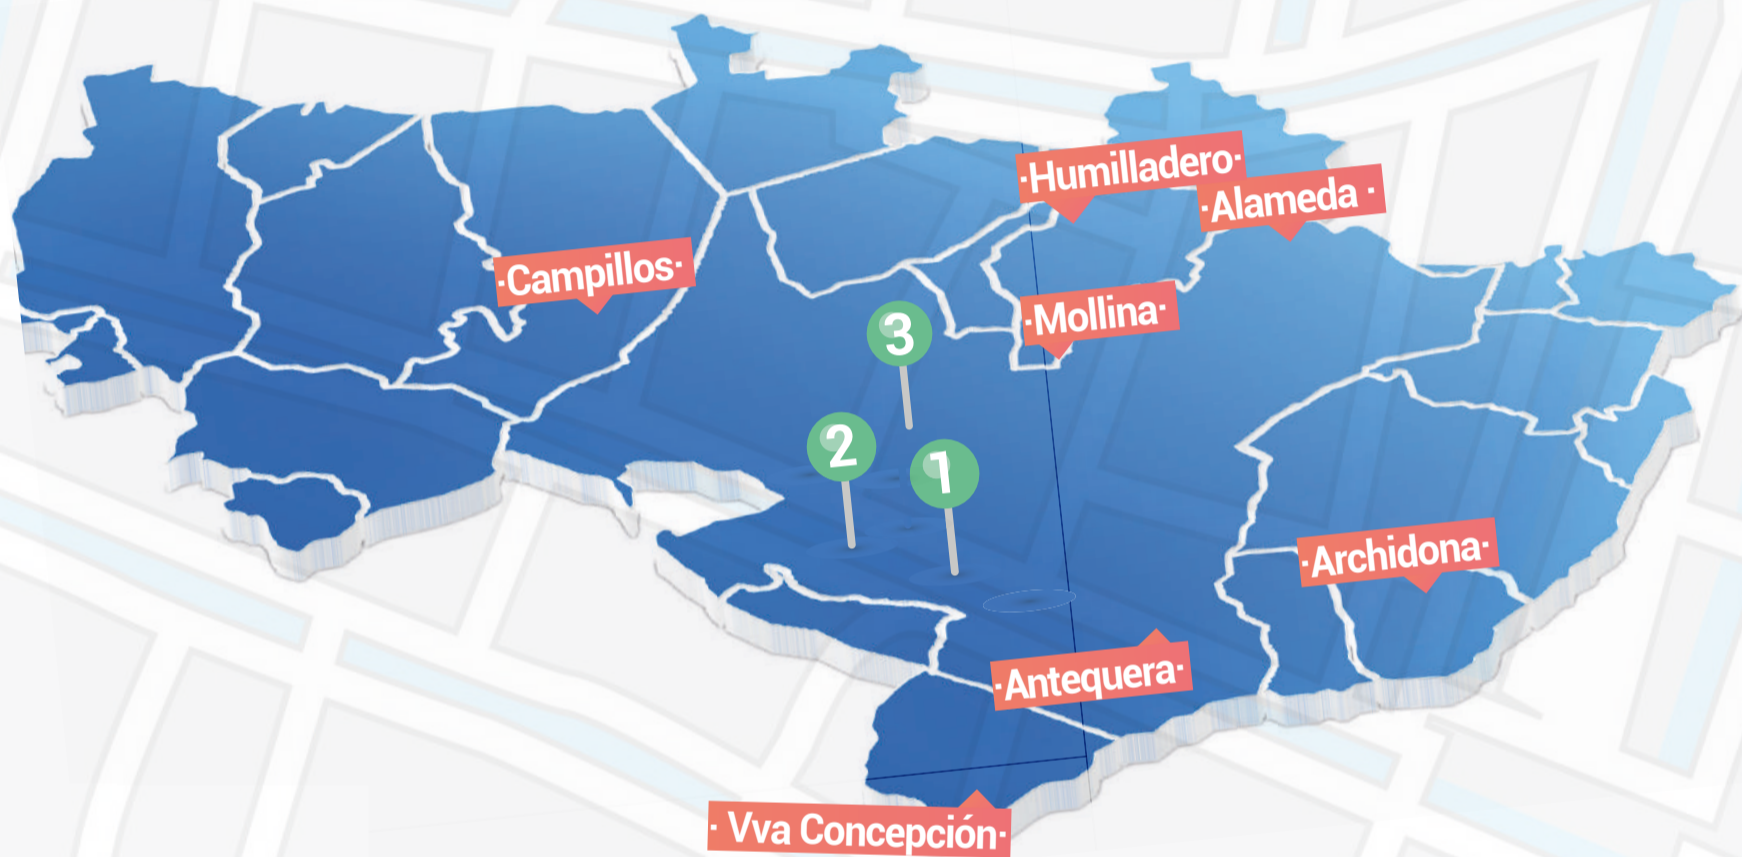 ·Humilladero·
·Alameda ·
·Campillos·
·Mollina·
3
2
1
·Archidona·
·Antequera·
· Vva Concepción·